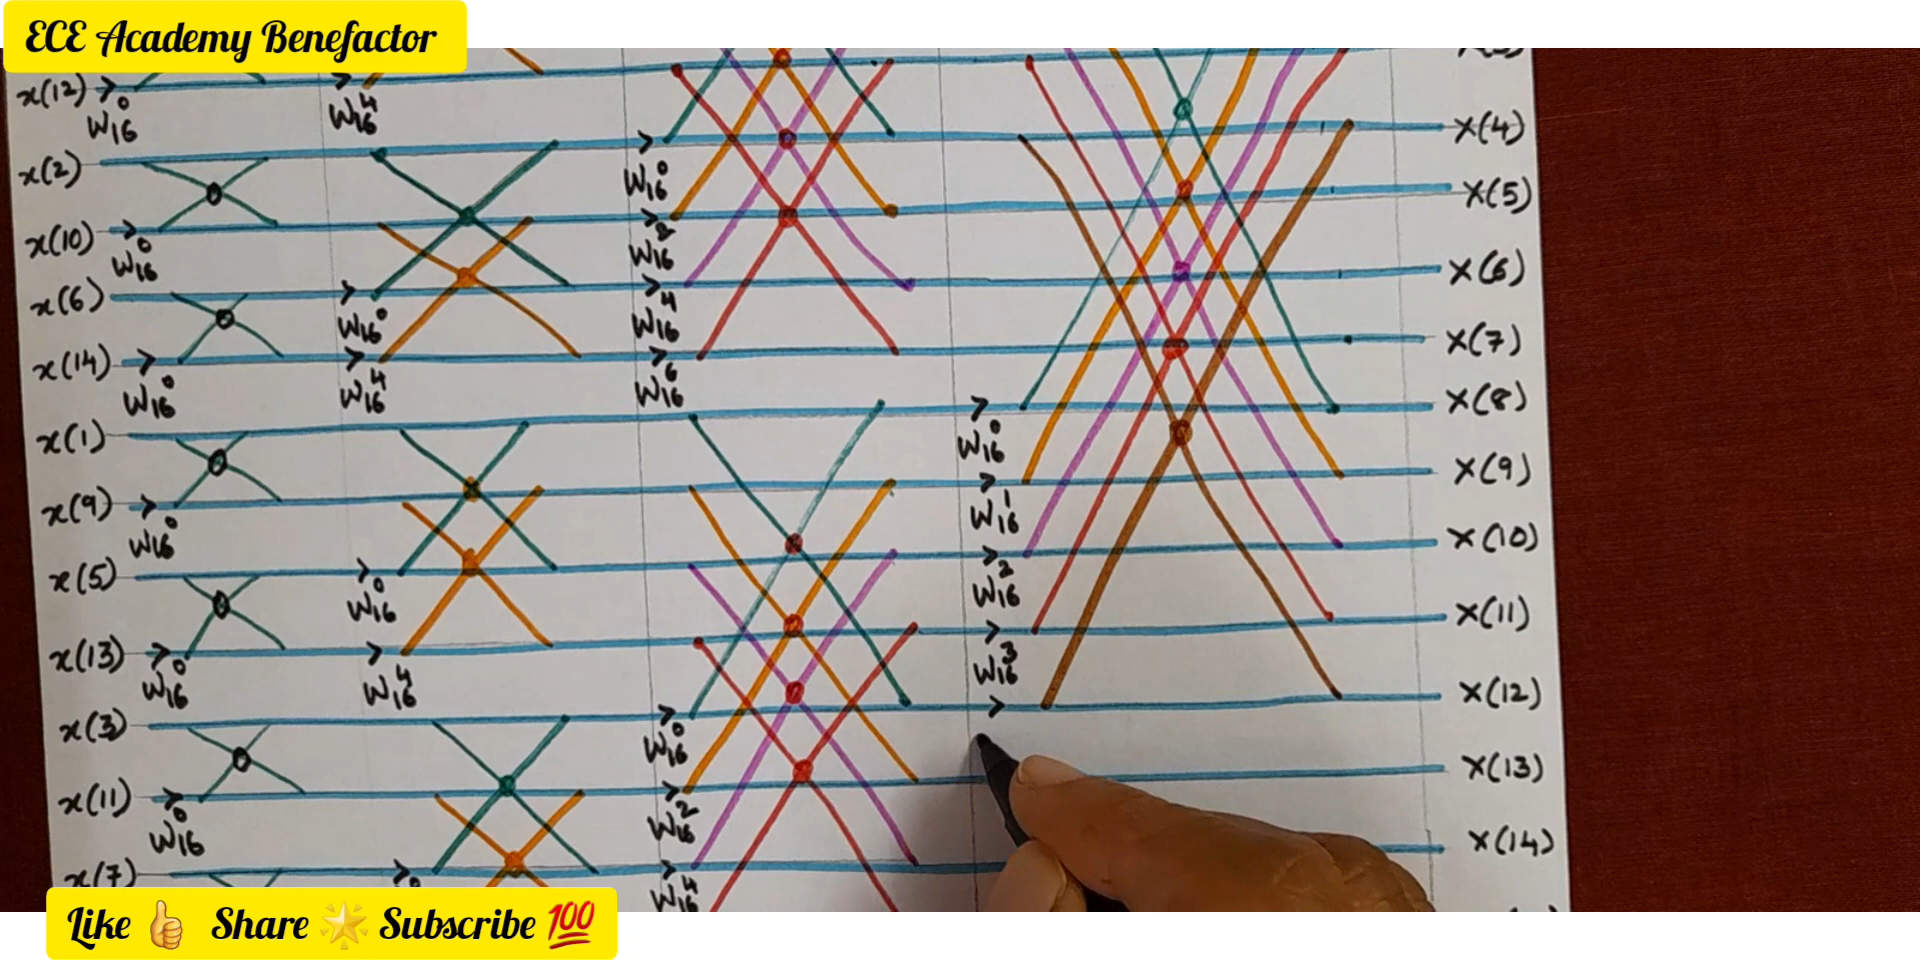 ECE Academy Benefactor
x(12) W16^0 W16^4
X(4)
x(2) W16^0
X(5)
x(10) W16^0 W16^2
X(6)
x(6) W16^0 W16^4
X(7)
x(14) W16^0 W16^4 W16^6
X(8)
x(1) W16^0
X(9)
x(9) W16^0 W16^1
X(10)
x(5) W16^0 W16^2
X(11)
x(13) W16^0 W16^4 W16^3
X(12)
x(3) W16^0
X(13)
x(11) W16^0 W16^2
X(14)
x(7) W16^4
Like 👍 Share 🌟 Subscribe 💯